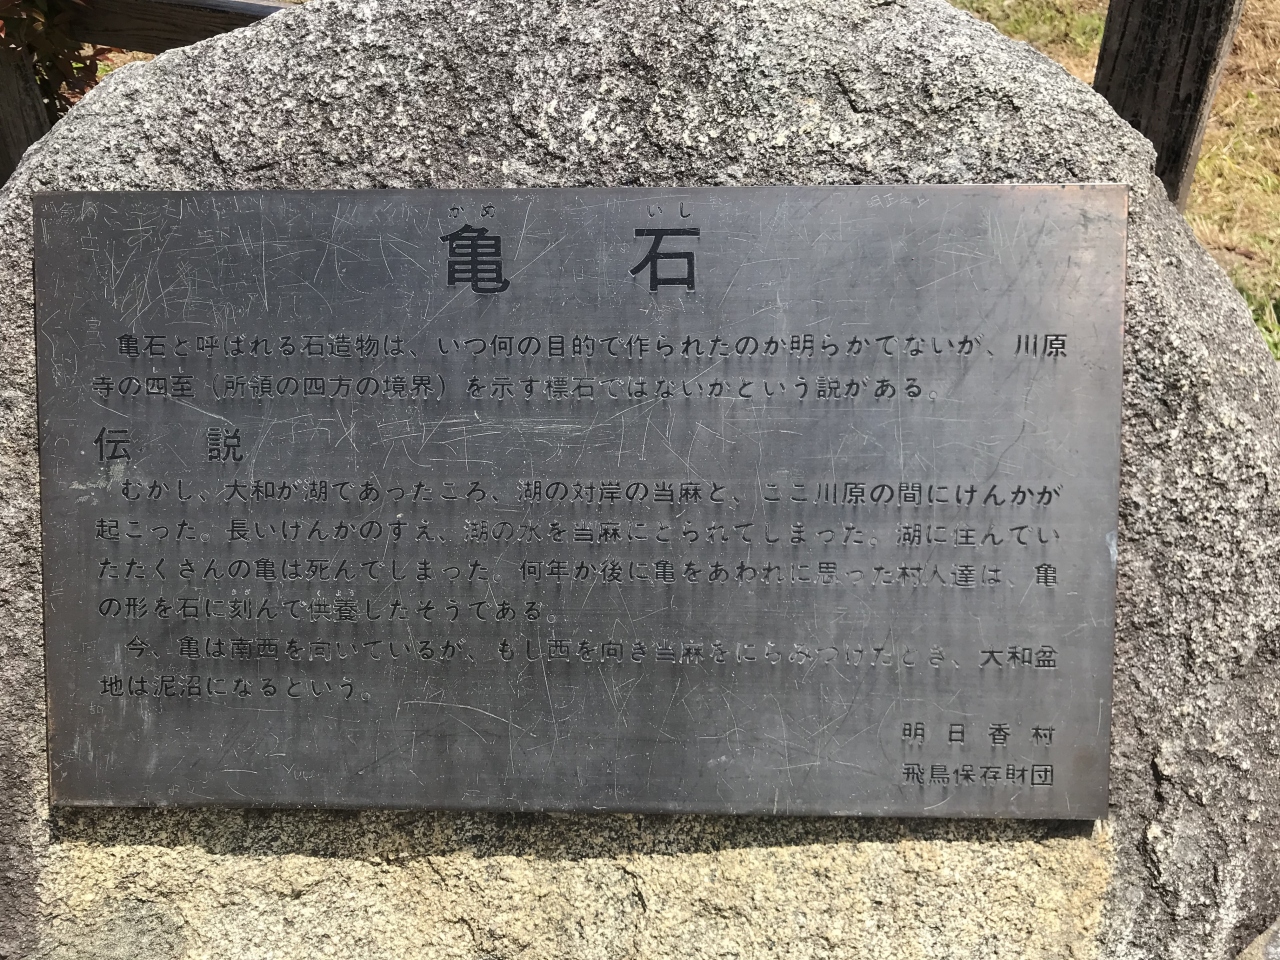 かめ いし
亀 石
亀石と呼ばれる石造物は、いつ何の目的で作られたのか明らかでないが、川原
寺の四至（所領の四方の境界）を示す標石ではないかという説がある。
伝 説
むかし、大和が湖であったころ、湖の対岸の当麻と、ここ川原の間にけんかが
起こった。長いけんかのすえ、湖の水を当麻にとられてしまった。湖に住んでい
たたくさんの亀は死んでしまった。何年か後に亀をあわれに思った村人達は、亀
の形を石に刻んで供養したそうである。
今、亀は南西を向いているが、もし西を向き当麻をにらみつけたとき、大和盆
地は泥沼になるという。
明日香村
飛鳥保存財団